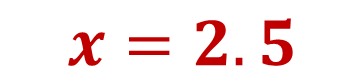 x = 2.5